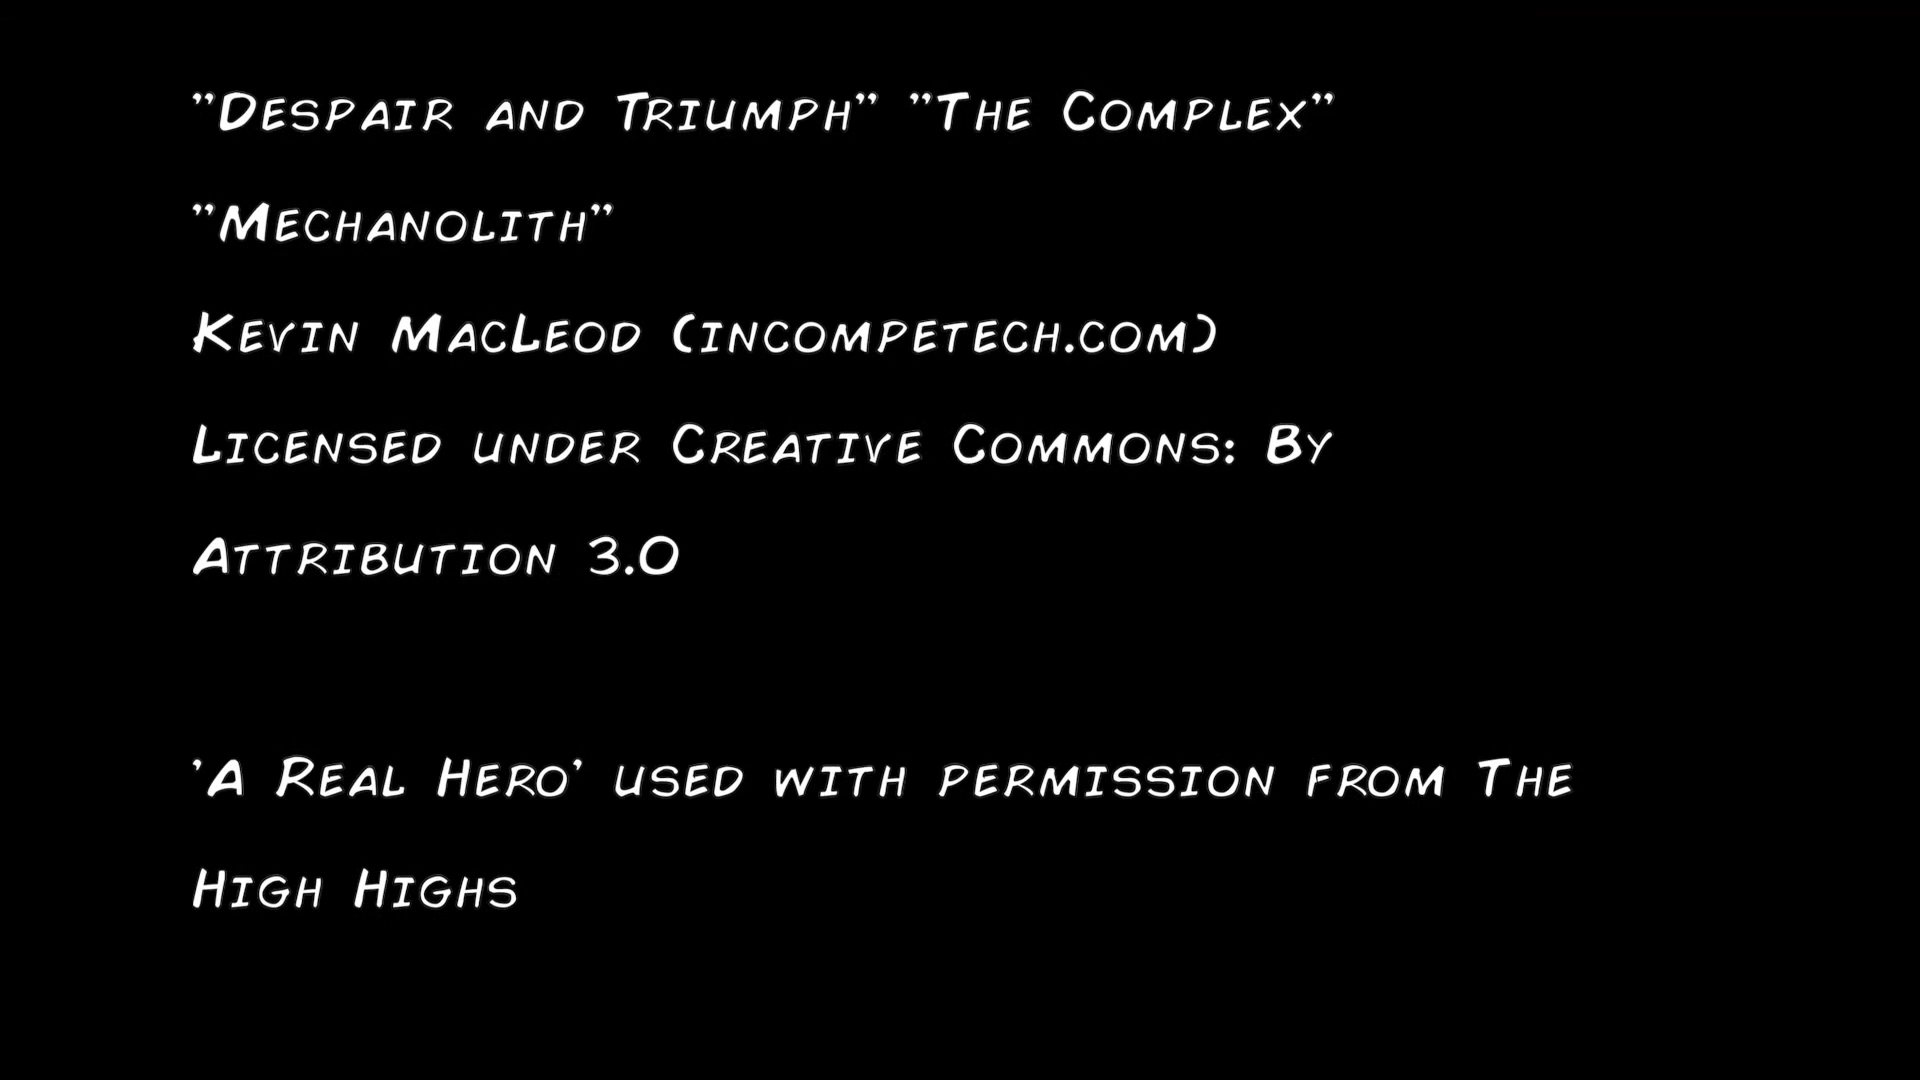 "Despair and Triumph" "The Complex"
"Mechanolith"
Kevin MacLeod (incompetech.com)
Licensed under Creative Commons: By
Attribution 3.0
'A Real Hero' used with permission from The
High Highs